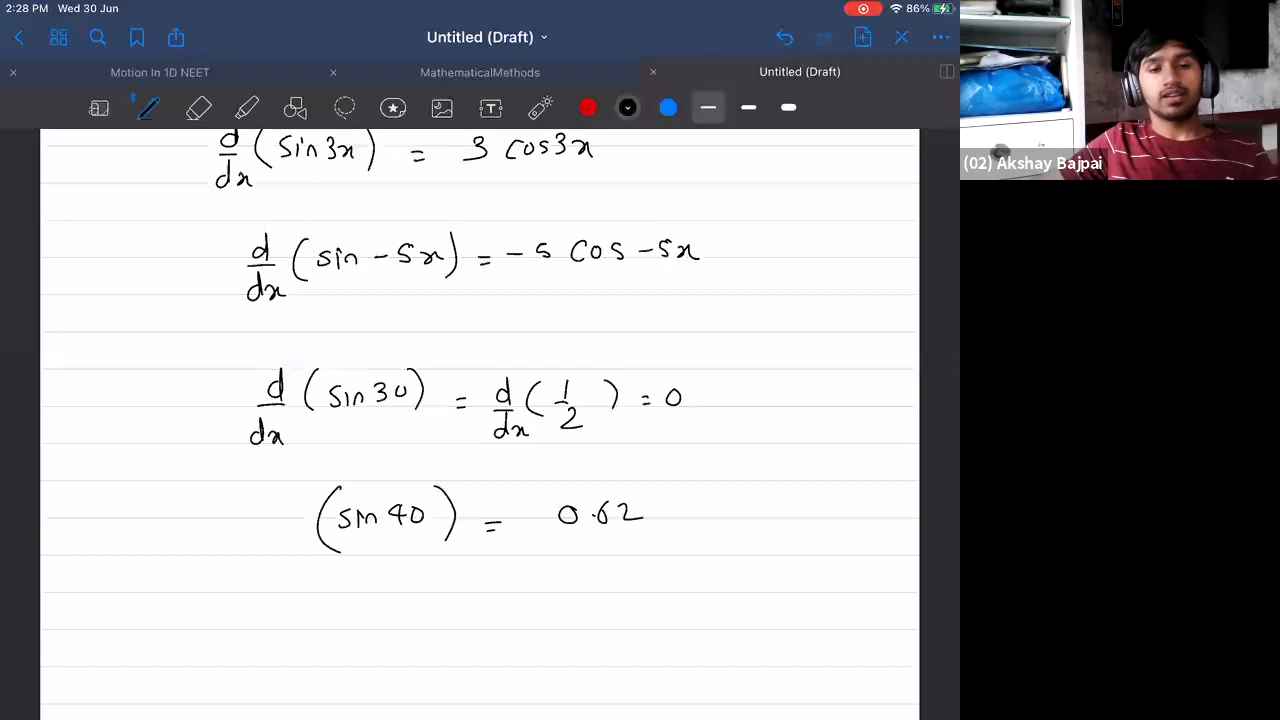 2:28 PM Wed 30 Jun 86%
Untitled (Draft)
Motion In 1D NEET MathematicalMethods Untitled (Draft)
(02) Akshay Bajpai
d/dx (sin 3x) = 3 cos 3x
d/dx (sin -5x) = -5 cos -5x
d/dx (sin 30) = d/dx (1/2) = 0
(sin 40) = 0.62